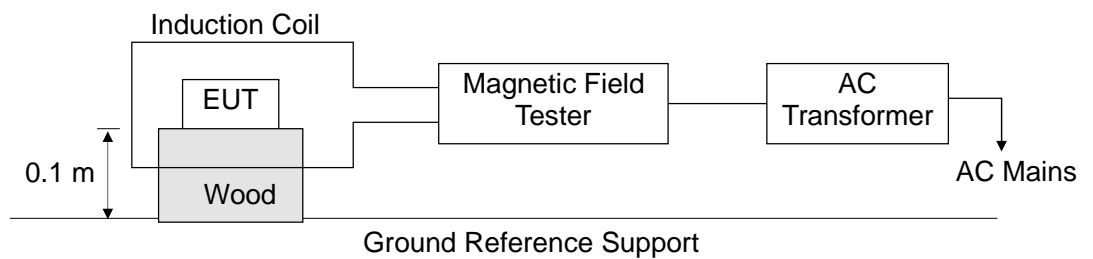 Induction Coil
EUT
Magnetic Field
Tester
AC
Transformer
0.1 m
Wood
AC Mains
Ground Reference Support